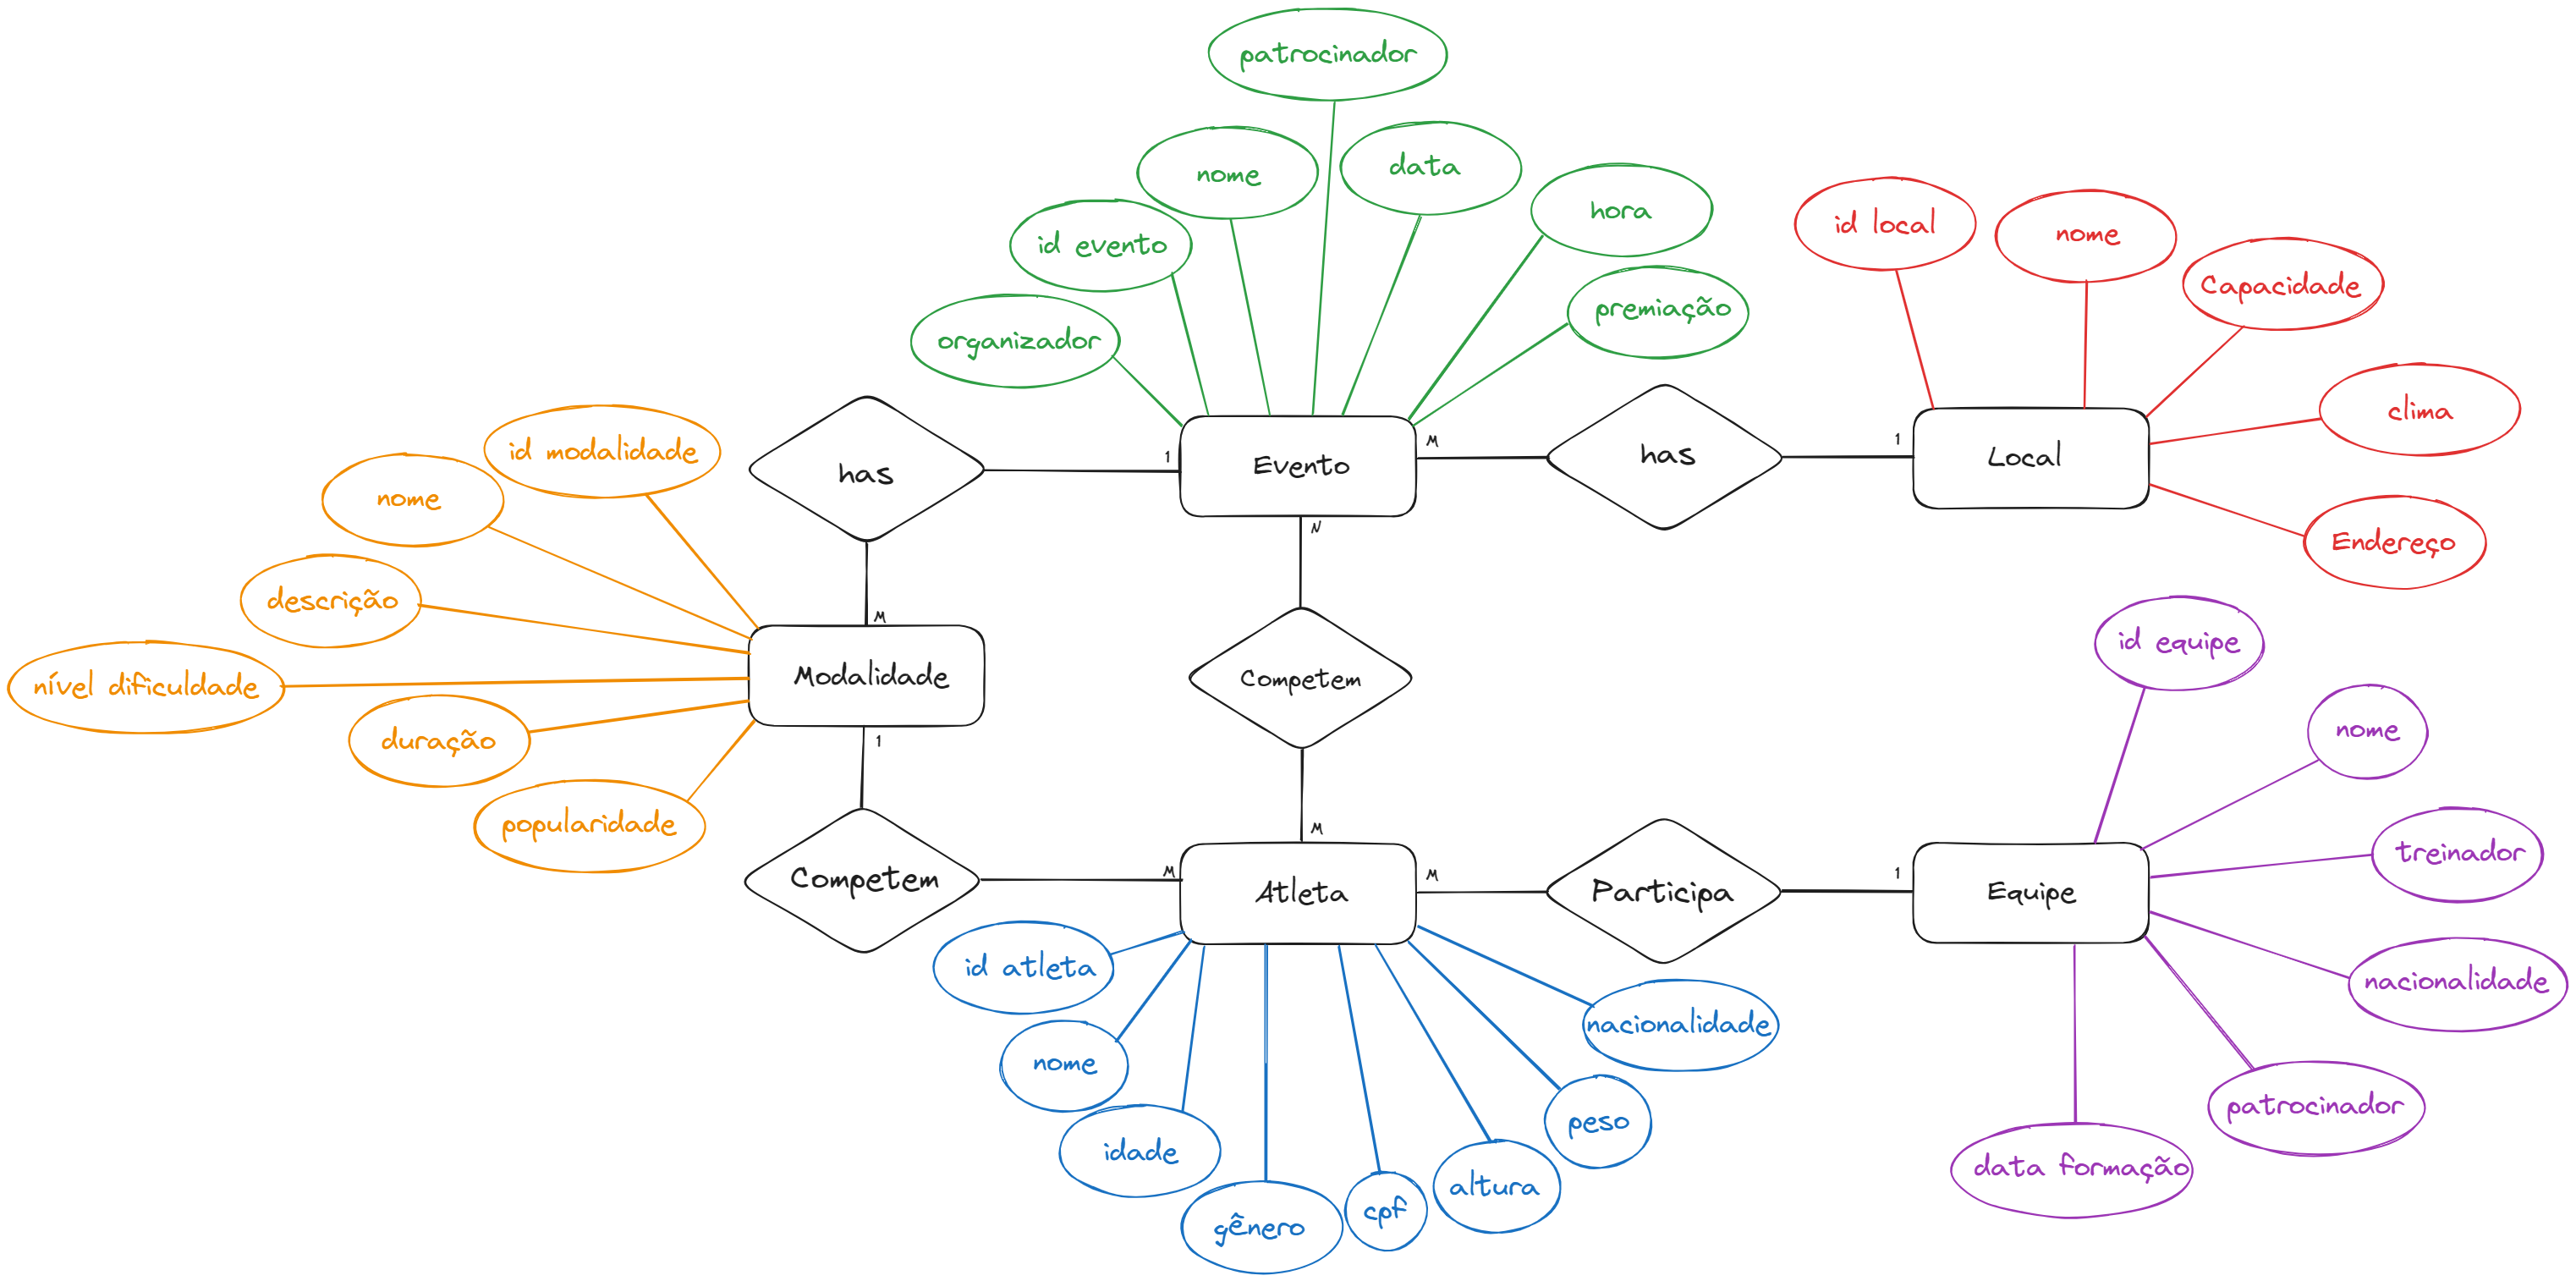 patrocinador
nome
data
hora
id evento
organizador
premiação
id local
nome
Capacidade
clima
Endereço
has
1
Evento
M
has
1
Local
N
id modalidade
nome
descrição
nível dificuldade
duração
popularidade
M
Modalidade
1
Competem
M
Competem
M
Atleta
M
Participa
1
Equipe
id equipe
nome
treinador
nacionalidade
patrocinador
data formação
id atleta
nome
idade
gênero
cpf
altura
peso
nacionalidade